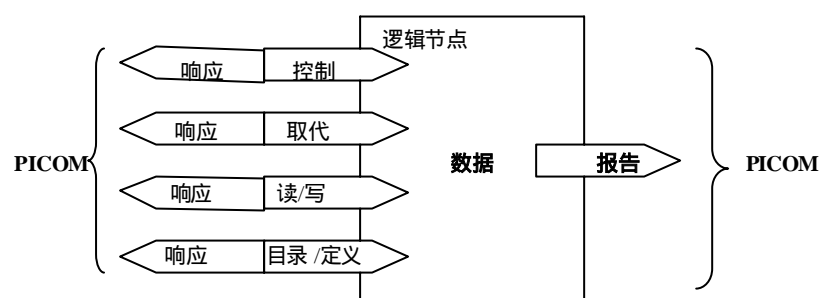 逻辑节点
响应 控制
响应 取代
PICOM 数据 报告 PICOM
响应 读/写
响应 目录 /定义